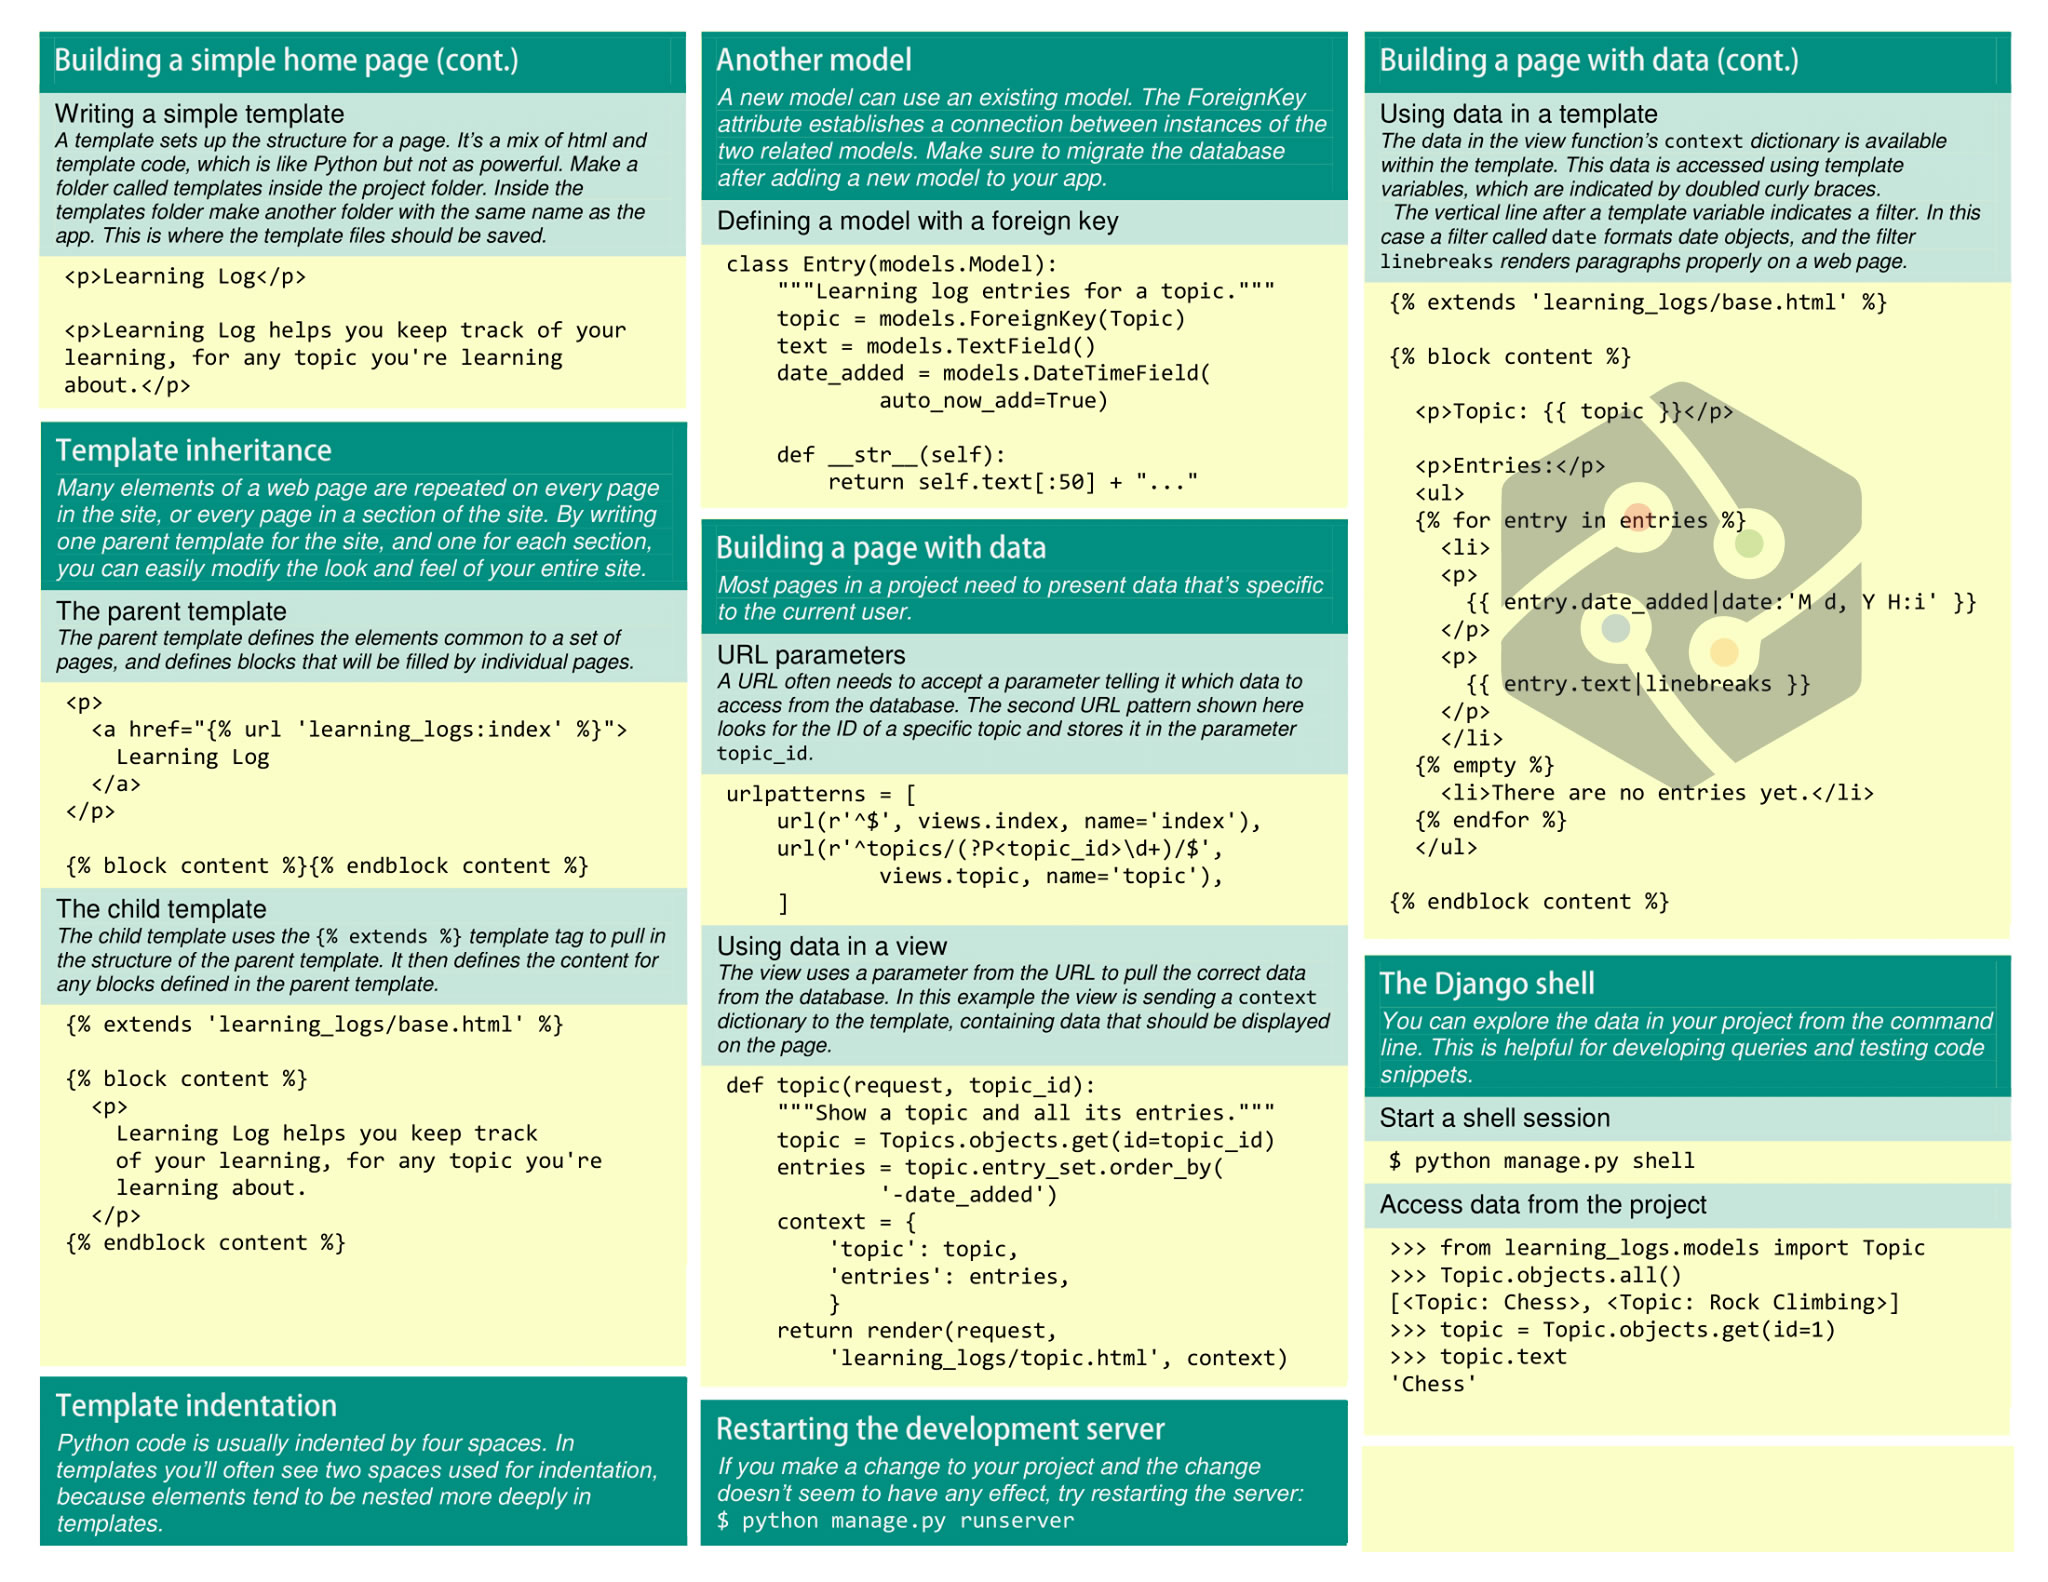 Building a simple home page (cont.)
Writing a simple template
A template sets up the structure for a page. It’s a mix of html and
template code, which is like Python but not as powerful. Make a
folder called templates inside the project folder. Inside the
templates folder make another folder with the same name as the
app. This is where the template files should be saved.
<p>Learning Log</p>
<p>Learning Log helps you keep track of your
learning, for any topic you're learning
about.</p>
Template inheritance
Many elements of a web page are repeated on every page
in the site, or every page in a section of the site. By writing
one parent template for the site, and one for each section,
you can easily modify the look and feel of your entire site.
The parent template
The parent template defines the elements common to a set of
pages, and defines blocks that will be filled by individual pages.
<p>
  <a href="{% url 'learning_logs:index' %}">
    Learning Log
  </a>
</p>
{% block content %}{% endblock content %}
The child template
The child template uses the {% extends %} template tag to pull in
the structure of the parent template. It then defines the content for
any blocks defined in the parent template.
{% extends 'learning_logs/base.html' %}
{% block content %}
  <p>
    Learning Log helps you keep track
    of your learning, for any topic you're
    learning about.
  </p>
{% endblock content %}
Template indentation
Python code is usually indented by four spaces. In
templates you’ll often see two spaces used for indentation,
because elements tend to be nested more deeply in
templates.
Another model
A new model can use an existing model. The ForeignKey
attribute establishes a connection between instances of the
two related models. Make sure to migrate the database
after adding a new model to your app.
Defining a model with a foreign key
class Entry(models.Model):
    """Learning log entries for a topic."""
    topic = models.ForeignKey(Topic)
    text = models.TextField()
    date_added = models.DateTimeField(
            auto_now_add=True)
    def __str__(self):
        return self.text[:50] + "..."
Building a page with data
Most pages in a project need to present data that’s specific
to the current user.
URL parameters
A URL often needs to accept a parameter telling it which data to
access from the database. The second URL pattern shown here
looks for the ID of a specific topic and stores it in the parameter
topic_id.
urlpatterns = [
    url(r'^$', views.index, name='index'),
    url(r'^topics/(?P<topic_id>\d+)/$',
            views.topic, name='topic'),
    ]
Using data in a view
The view uses a parameter from the URL to pull the correct data
from the database. In this example the view is sending a context
dictionary to the template, containing data that should be displayed
on the page.
def topic(request, topic_id):
    """Show a topic and all its entries."""
    topic = Topics.objects.get(id=topic_id)
    entries = topic.entry_set.order_by(
            '-date_added')
    context = {
        'topic': topic,
        'entries': entries,
        }
    return render(request,
        'learning_logs/topic.html', context)
Restarting the development server
If you make a change to your project and the change
doesn’t seem to have any effect, try restarting the server:
$ python manage.py runserver
Building a page with data (cont.)
Using data in a template
The data in the view function’s context dictionary is available
within the template. This data is accessed using template
variables, which are indicated by doubled curly braces.
The vertical line after a template variable indicates a filter. In this
case a filter called date formats date objects, and the filter
linebreaks renders paragraphs properly on a web page.
{% extends 'learning_logs/base.html' %}
{% block content %}
  <p>Topic: {{ topic }}</p>
  <p>Entries:</p>
  <ul>
  {% for entry in entries %}
    <li>
    <p>
      {{ entry.date_added|date:'M d, Y H:i' }}
    </p>
    <p>
      {{ entry.text|linebreaks }}
    </p>
    </li>
  {% empty %}
    <li>There are no entries yet.</li>
  {% endfor %}
  </ul>
{% endblock content %}
The Django shell
You can explore the data in your project from the command
line. This is helpful for developing queries and testing code
snippets.
Start a shell session
$ python manage.py shell
Access data from the project
>>> from learning_logs.models import Topic
>>> Topic.objects.all()
[<Topic: Chess>, <Topic: Rock Climbing>]
>>> topic = Topic.objects.get(id=1)
>>> topic.text
'Chess'